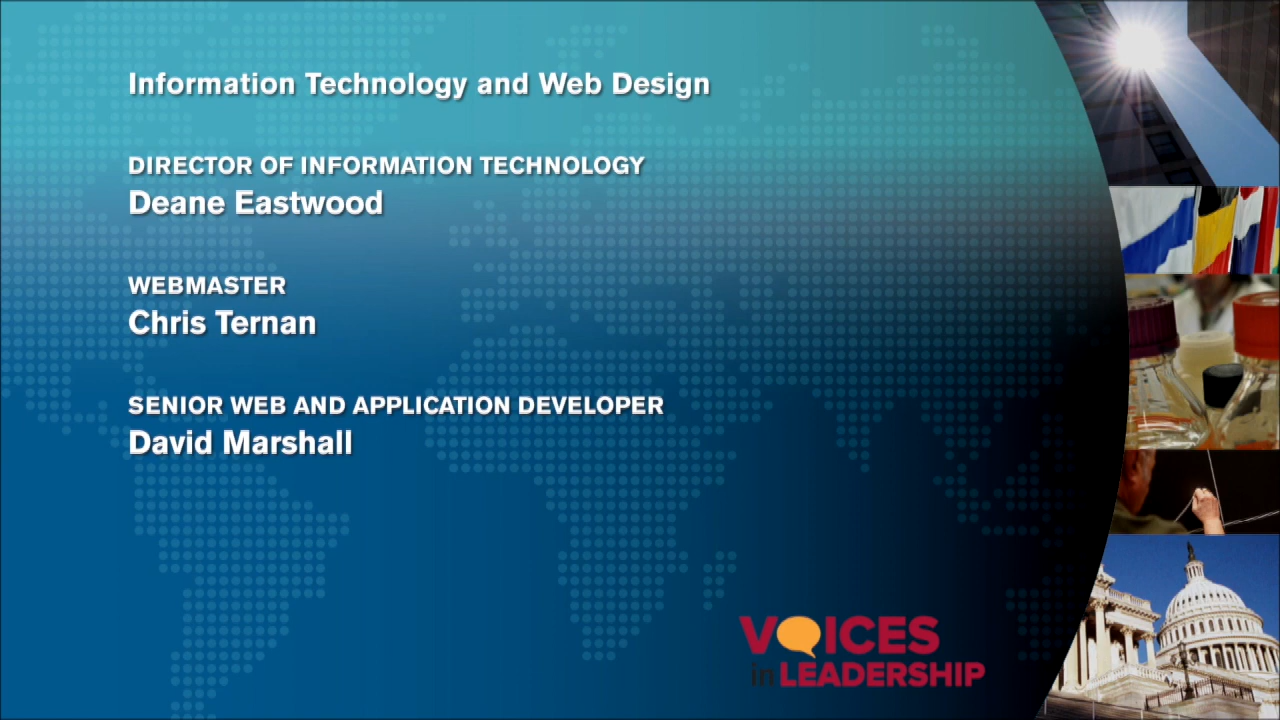 Information Technology and Web Design
DIRECTOR OF INFORMATION TECHNOLOGY
Deane Eastwood
WEBMASTER
Chris Ternan
SENIOR WEB AND APPLICATION DEVELOPER
David Marshall
VOICES
in LEADERSHIP